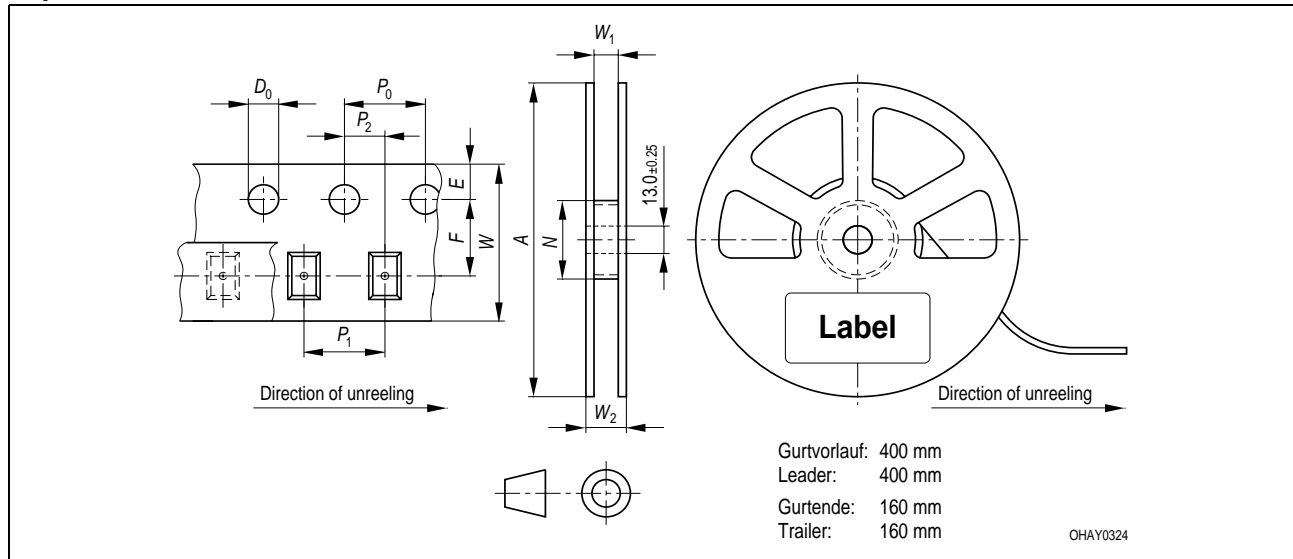 W1
D0
P0
P2
E
F
W
A
N
13.0±0.25
P1
Label
Direction of unreeling
W2
Direction of unreeling
Gurtvorlauf: 400 mm
Leader: 400 mm
Gurtende: 160 mm
Trailer: 160 mm
OHAY0324